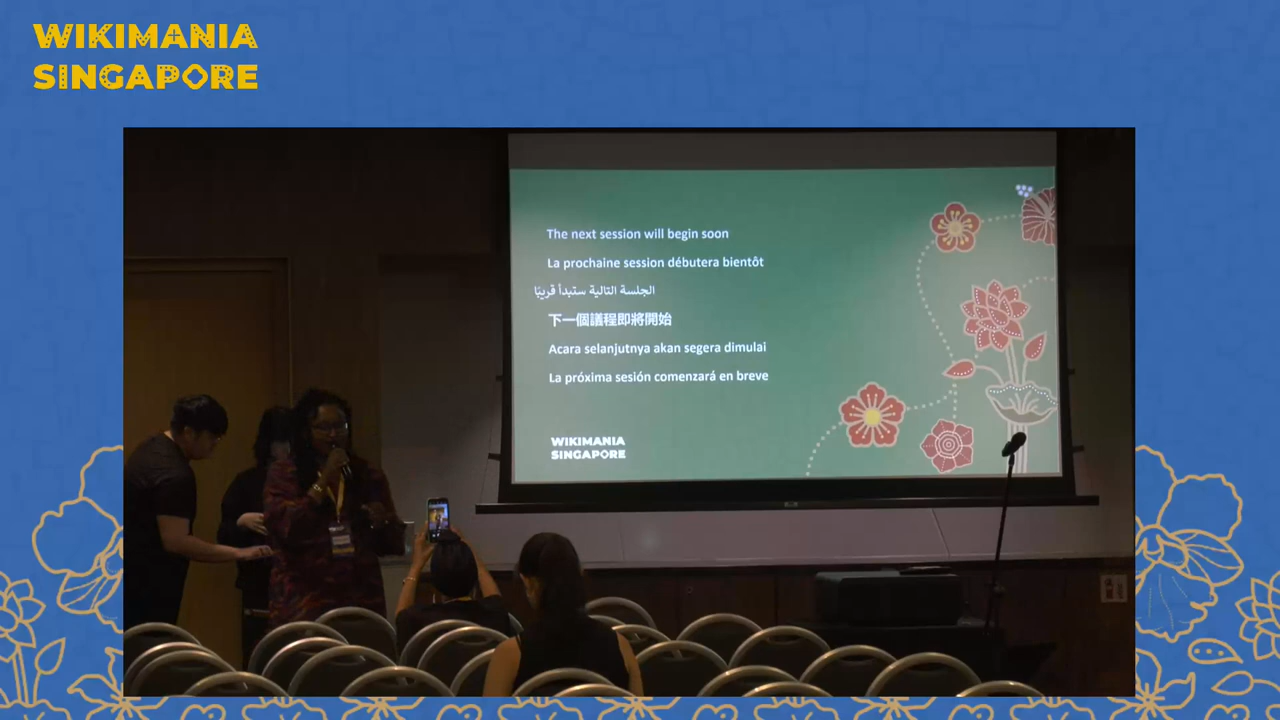 WIKIMANIA
SINGAPORE
The next session will begin soon
La prochaine session débutera bientôt
الجلسة التالية ستبدأ قريبًا
下一個議程即將開始
Acara selanjutnya akan segera dimulai
La próxima sesión comenzará en breve
WIKIMANIA
SINGAPORE